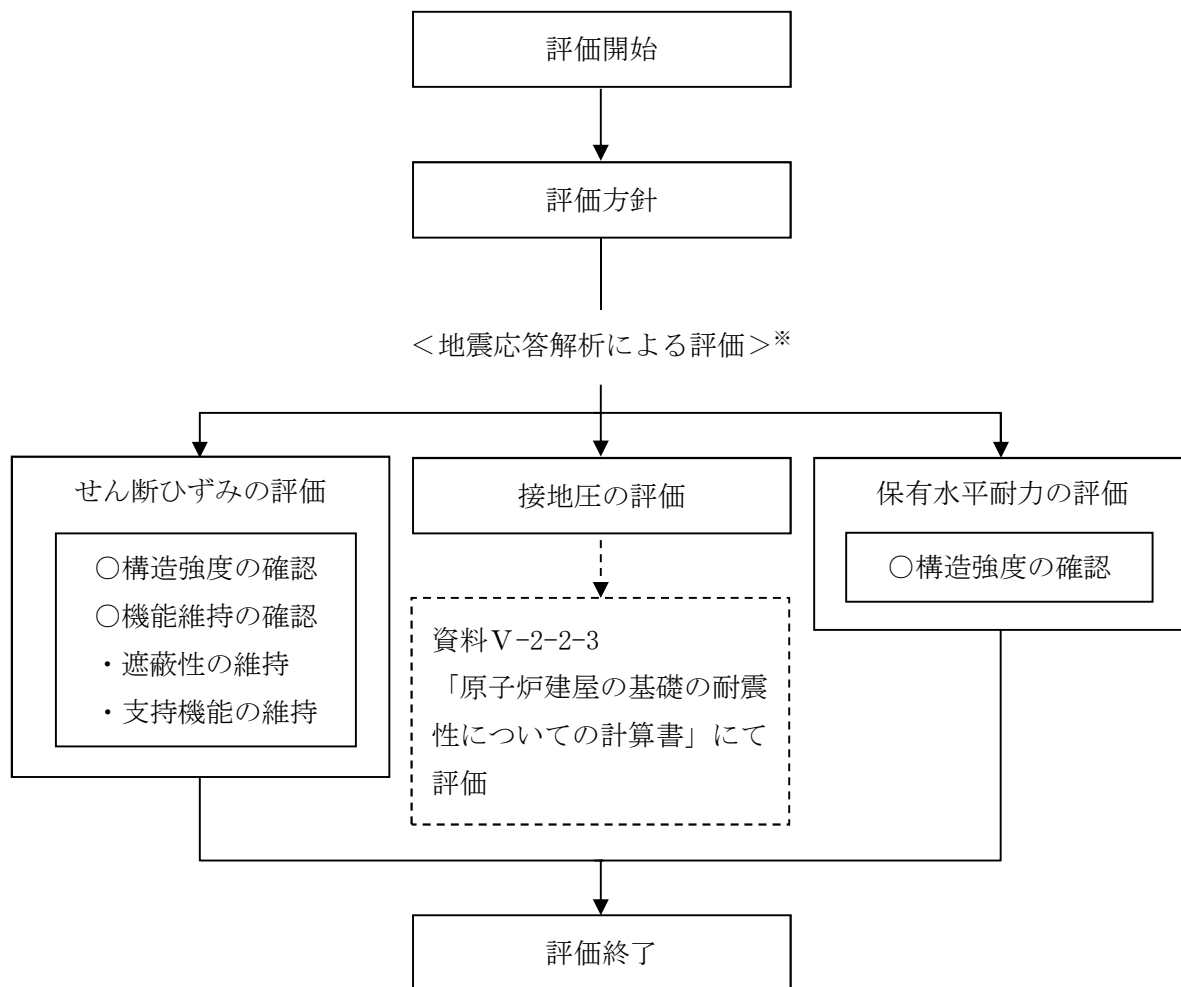 評価開始
評価方針
＜地震応答解析による評価＞※
せん断ひずみの評価
○構造強度の確認
○機能維持の確認
・遮蔽性の維持
・支持機能の維持
接地圧の評価
資料Ⅴ-2-2-3
「原子炉建屋の基礎の耐震
性についての計算書」にて
評価
保有水平耐力の評価
○構造強度の確認
評価終了